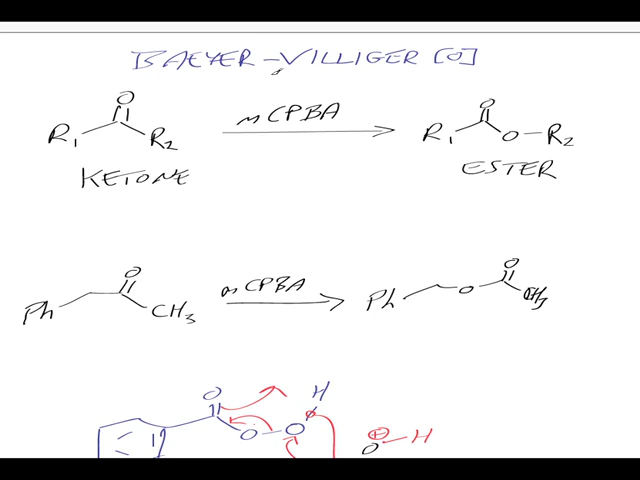 BAEYER-VILLIGER [O]
O mCPBA O
R1 R2 R1 O-R2
KETONE ESTER
O mCPBA O
Ph CH3 Ph O CH3
O H
O-O O H